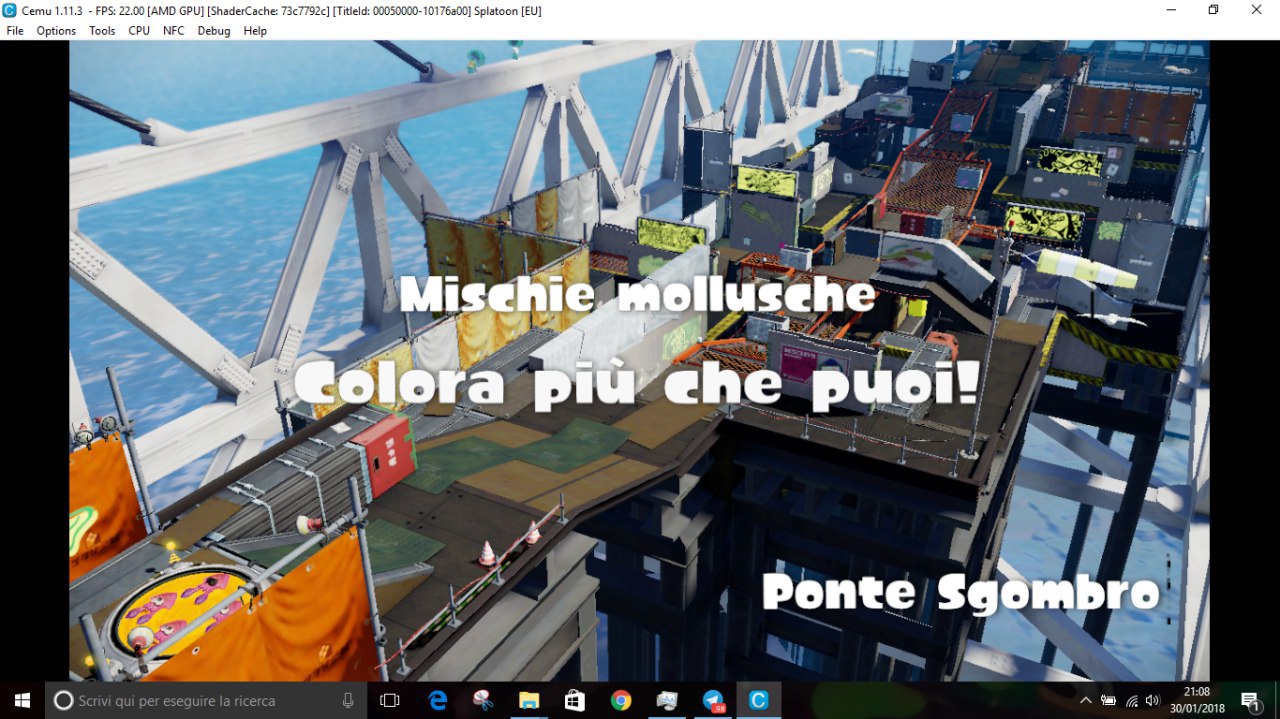 Cemu 1.11.3 - FPS: 22.00 [AMD GPU] [ShaderCache: 73c7792c] [TitleId: 00050000-10176a00] Splatoon [EU]
File Options Tools CPU NFC Debug Help
Mischie mollusche
Colora più che puoi!
Ponte Sgombro
Scrivi qui per eseguire la ricerca
21:08
30/01/2018